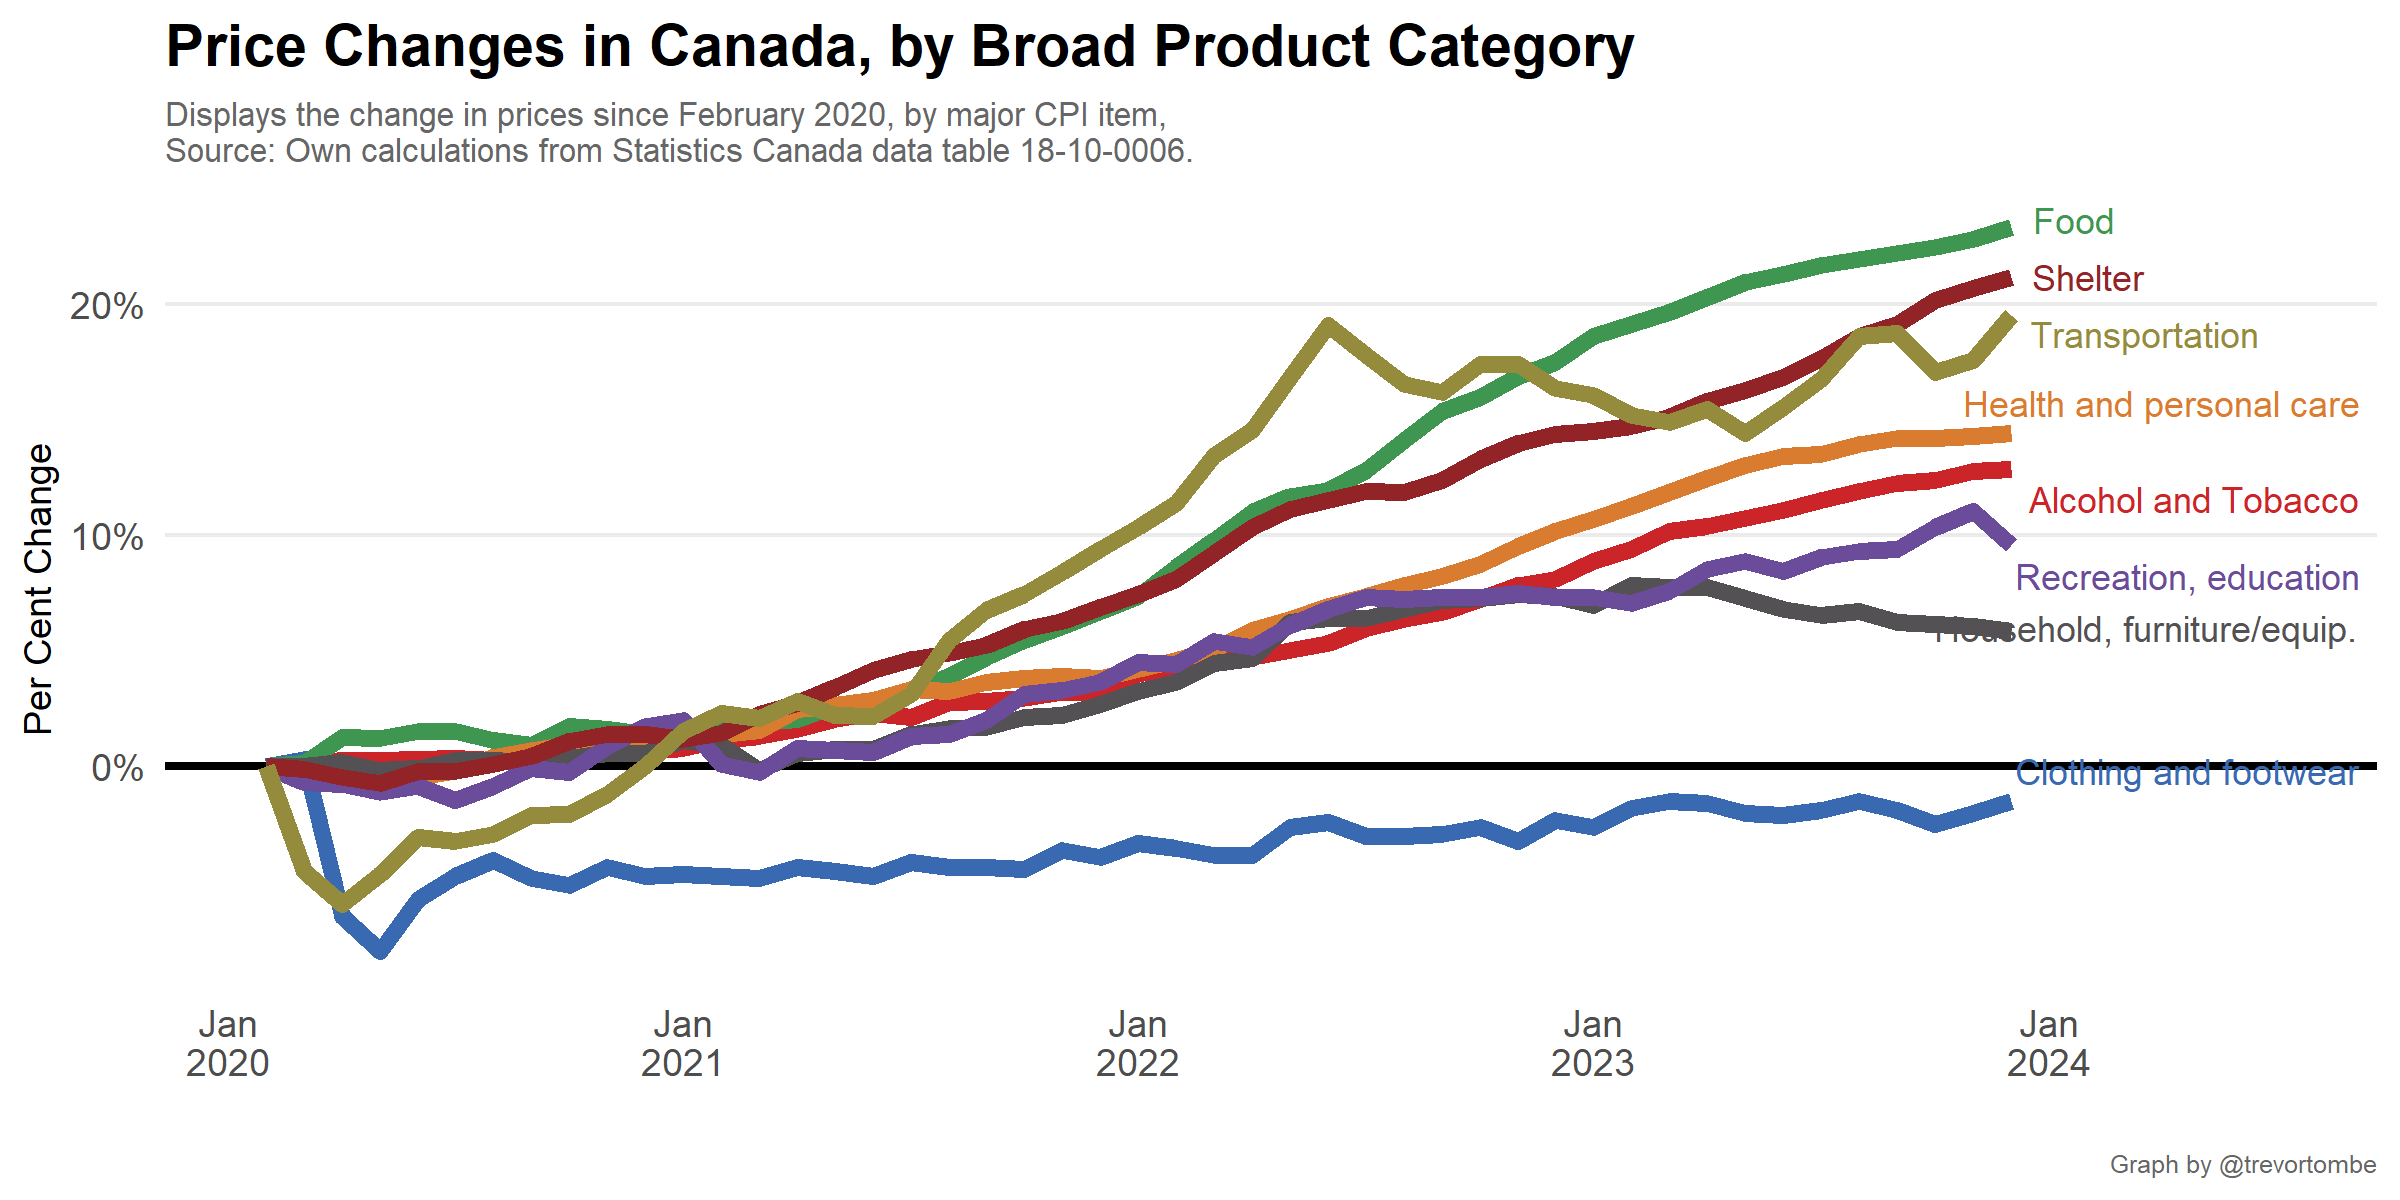 Price Changes in Canada, by Broad Product Category
Displays the change in prices since February 2020, by major CPI item,
Source: Own calculations from Statistics Canada data table 18-10-0006.
Per Cent Change
20%
10%
0%
Food
Shelter
Transportation
Health and personal care
Alcohol and Tobacco
Recreation, education
Household, furniture/equip.
Clothing and footwear
Jan
2020
Jan
2021
Jan
2022
Jan
2023
Jan
2024
Graph by @trevortombe